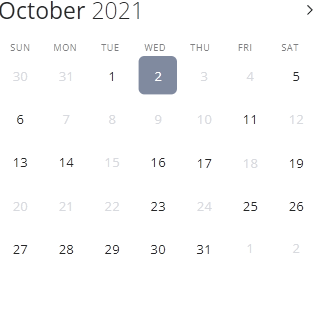 October 2021
SUN MON TUE WED THU FRI SAT
30 31 1 2 3 4 5
6 7 8 9 10 11 12
13 14 15 16 17 18 19
20 21 22 23 24 25 26
27 28 29 30 31 1 2